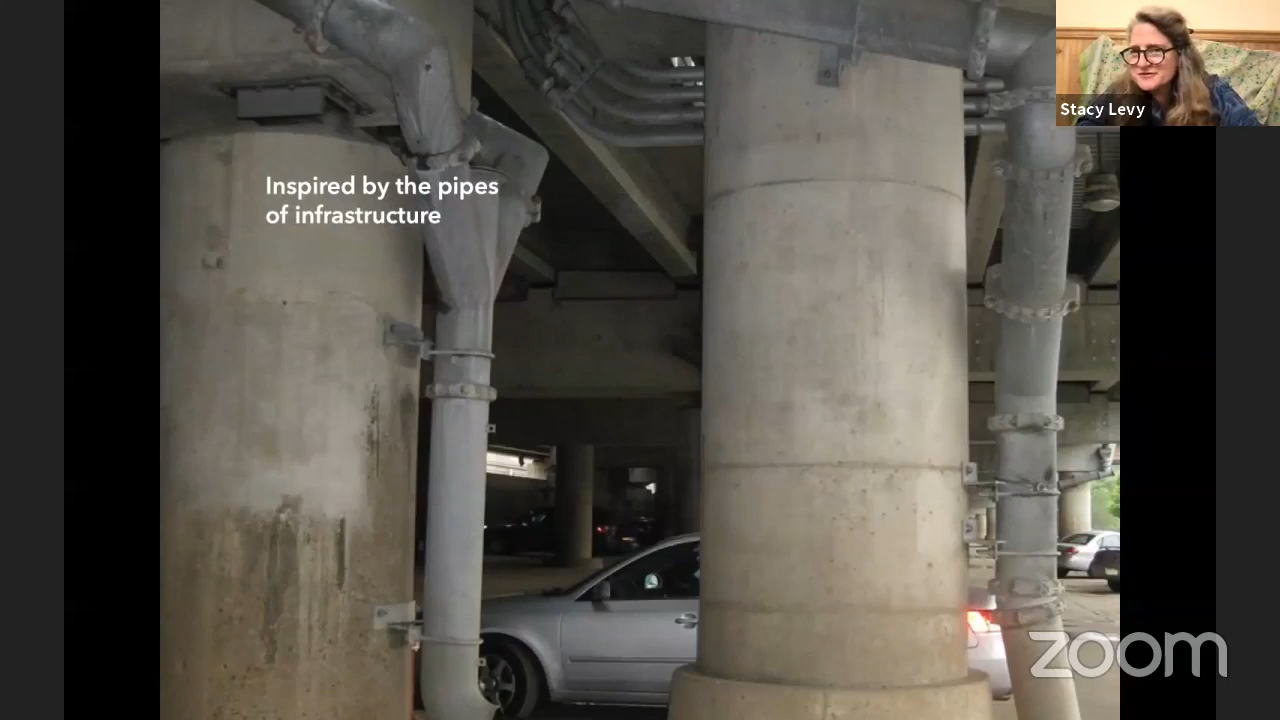 Stacy Levy
Inspired by the pipes
of infrastructure
zoom